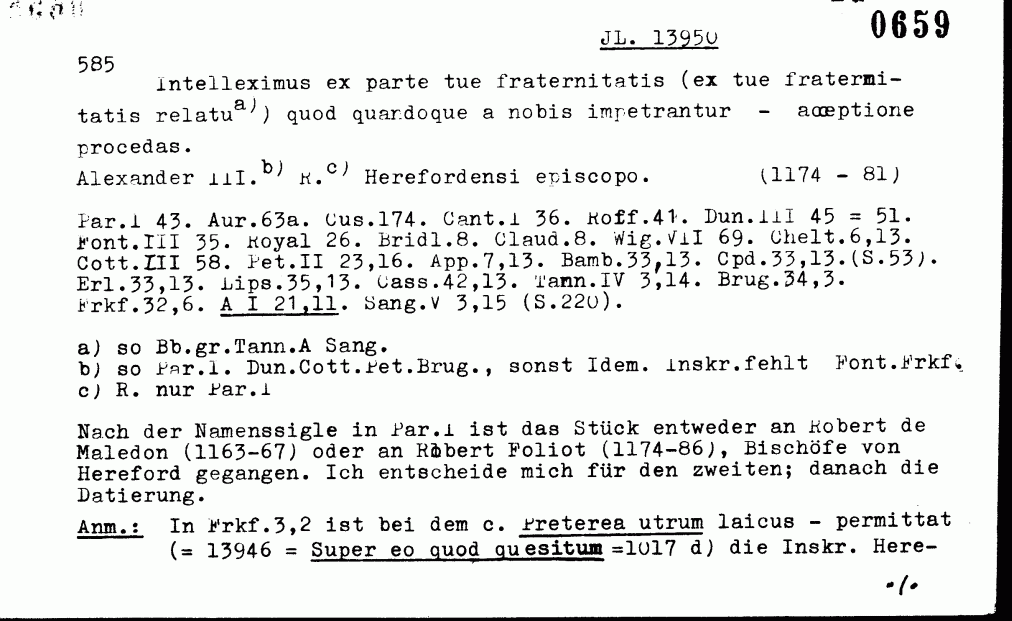 0659
JL. 13950
585
Intelleximus ex parte tue fraternitatis (ex tue fraterni-
tatis relatu a)) quod quandoque a nobis impetrantur - acceptione
procedas.
Alexander III. b) R. c) Herefordensi episcopo. (1174 - 81)
Par.I 43. Aur.63a. Cus.174. Cant.I 36. Roff.41. Dun.III 45 = 51.
Font.III 35. Royal 26. Bridl.8. Claud.8. Wig.VII 69. Chelt.6,13.
Cott.III 58. Pet.II 23,16. App.7,13. Bamb.33,13. Cpd.33,13.(S.53).
Erl.33,13. Lips.35,13. Cass.42,13. Tann.IV 3,14. Brug.34,3.
Frkf.32,6. A I 21,11. Sang.V 3,15 (S.220).
a) so Bb.gr.Tann.A Sang.
b) so Par.I. Dun.Cott.Pet.Brug., sonst Idem. Inskr.fehlt Font.Frkf.
c) R. nur Par.I
Nach der Namenssigle in Par.I ist das Stück entweder an Robert de
Maledon (1163-67) oder an Robert Foliot (1174-86), Bischöfe von
Hereford gegangen. Ich entscheide mich für den zweiten; danach die
Datierung.
Anm.: In Frkf.3,2 ist bei dem c. Preterea utrum laicus - permittat
(= 13946 = Super eo quod quesitum =1017 d) die Inskr. Here-
./.